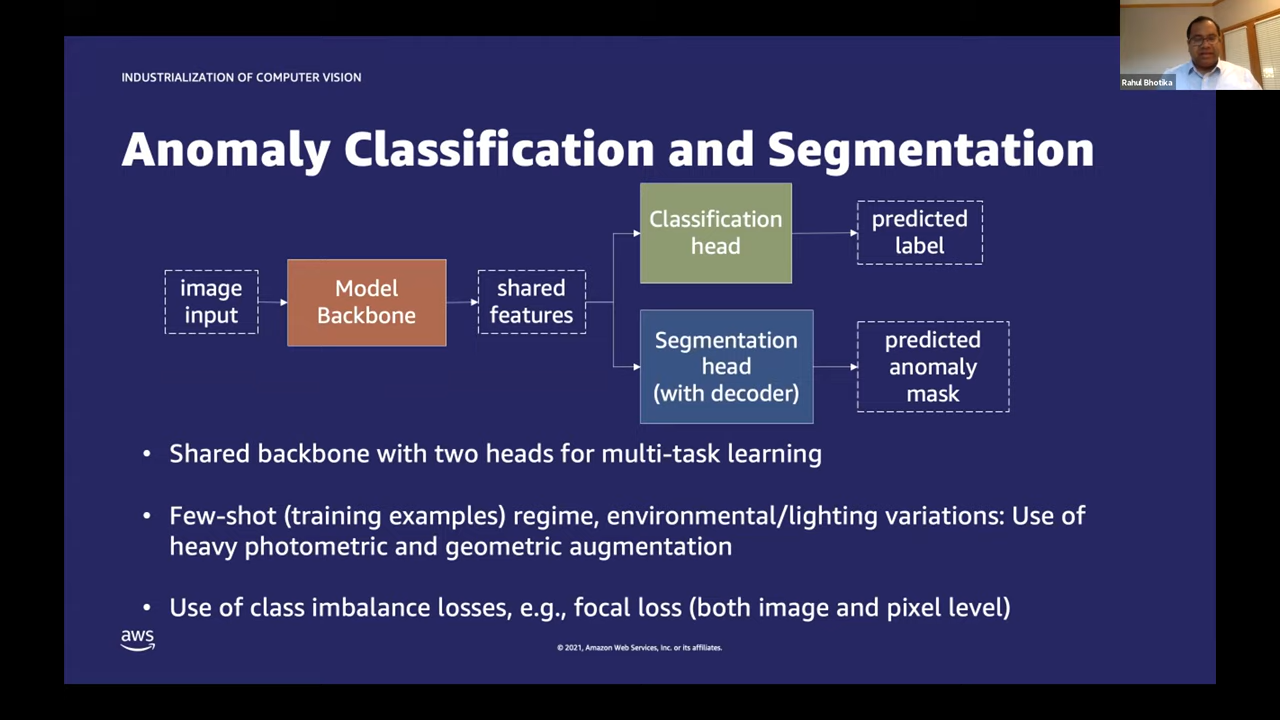 INDUSTRIALIZATION OF COMPUTER VISION
Rahul Bhotika
Anomaly Classification and Segmentation
image
input
Model
Backbone
shared
features
Classification
head
predicted
label
Segmentation
head
(with decoder)
predicted
anomaly
mask
• Shared backbone with two heads for multi-task learning
• Few-shot (training examples) regime, environmental/lighting variations: Use of
heavy photometric and geometric augmentation
• Use of class imbalance losses, e.g., focal loss (both image and pixel level)
aws
© 2021, Amazon Web Services, Inc. or its affiliates.